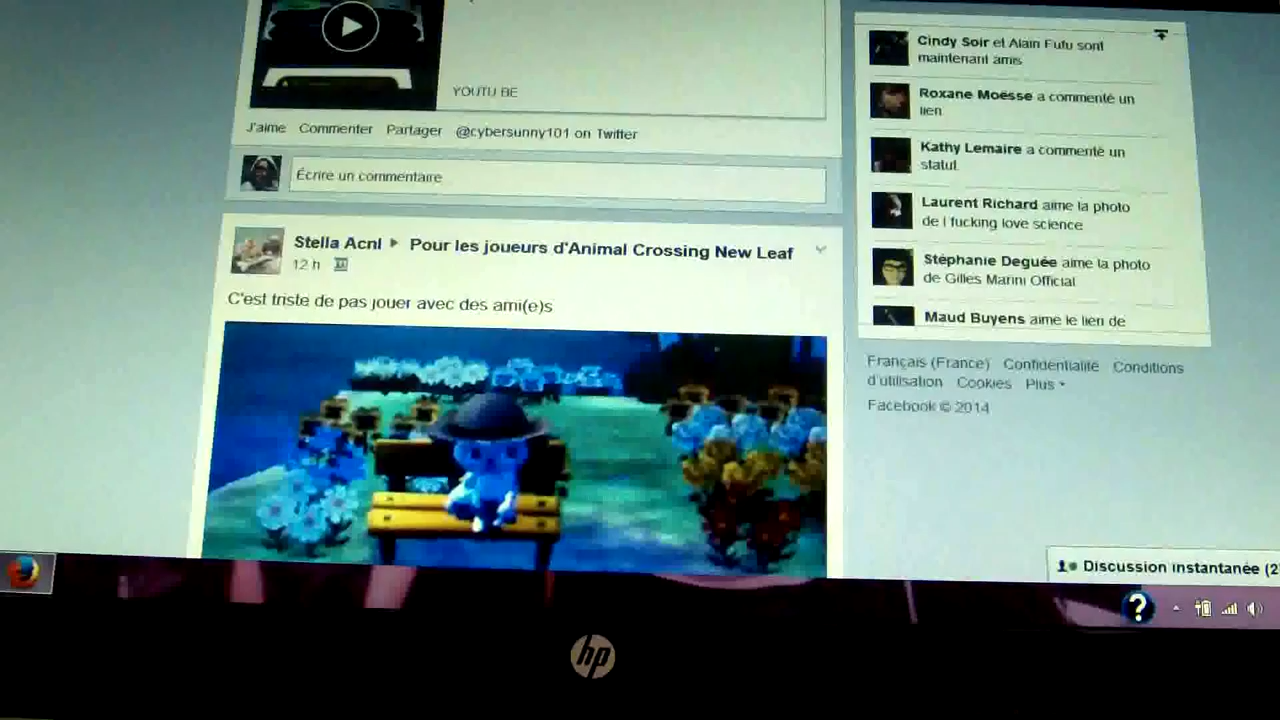 YOUTU BE
J'aime Commenter Partager @cybersunny101 on Twitter
Écrire un commentaire
Stella Acnl Pour les joueurs d'Animal Crossing New Leaf
12 h
C'est triste de pas jouer avec des ami(e)s
Cindy Soir et Alain Fufu sont
maintenant amis
Roxane Moësse a commenté un
lien.
Kathy Lemaire a commenté un
statut.
Laurent Richard aime la photo
de I fucking love science
Stéphanie Deguée aime la photo
de Gilles Marini Official
Maud Buyens aime le lien de
Français (France) Confidentialité Conditions
d'utilisation Cookies Plus
Facebook © 2014
Discussion instantanée (2
?
hp